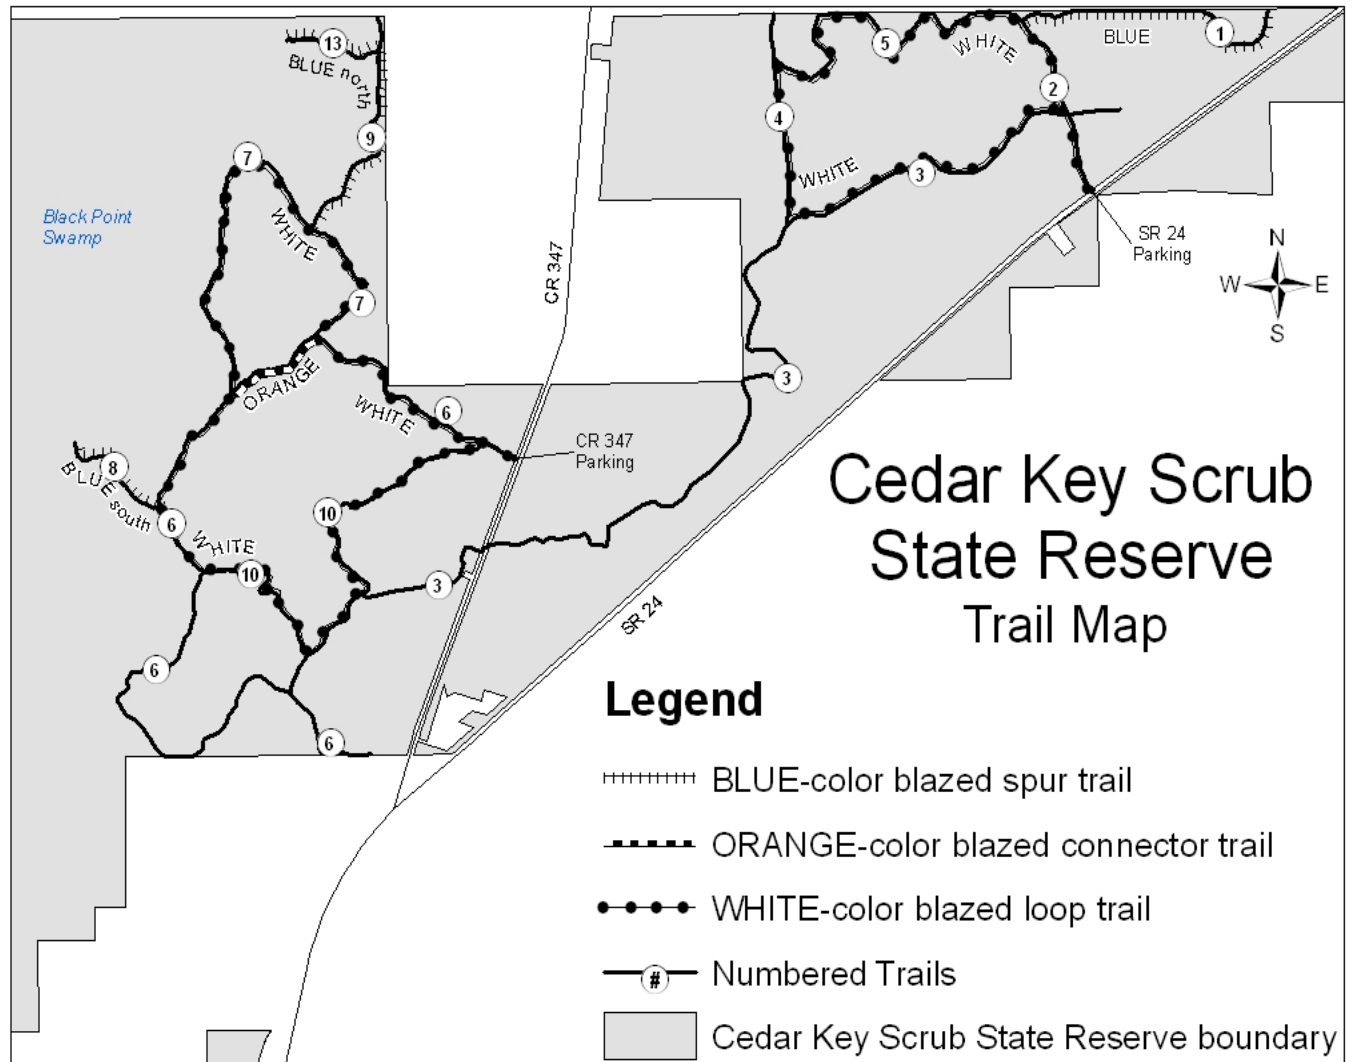 13
BLUE north
9
7
WHITE
Black Point
Swamp
7
ORANGE
WHITE
6
CR 347
Parking
CR 347
8
BLUE south
6
WHITE
10
10
3
6
6
5
WHITE
BLUE
1
2
4
WHITE
3
SR 24
Parking
N
W
E
S
3
SR 24
Cedar Key Scrub
State Reserve
Trail Map
Legend
BLUE-color blazed spur trail
ORANGE-color blazed connector trail
WHITE-color blazed loop trail
# Numbered Trails
Cedar Key Scrub State Reserve boundary